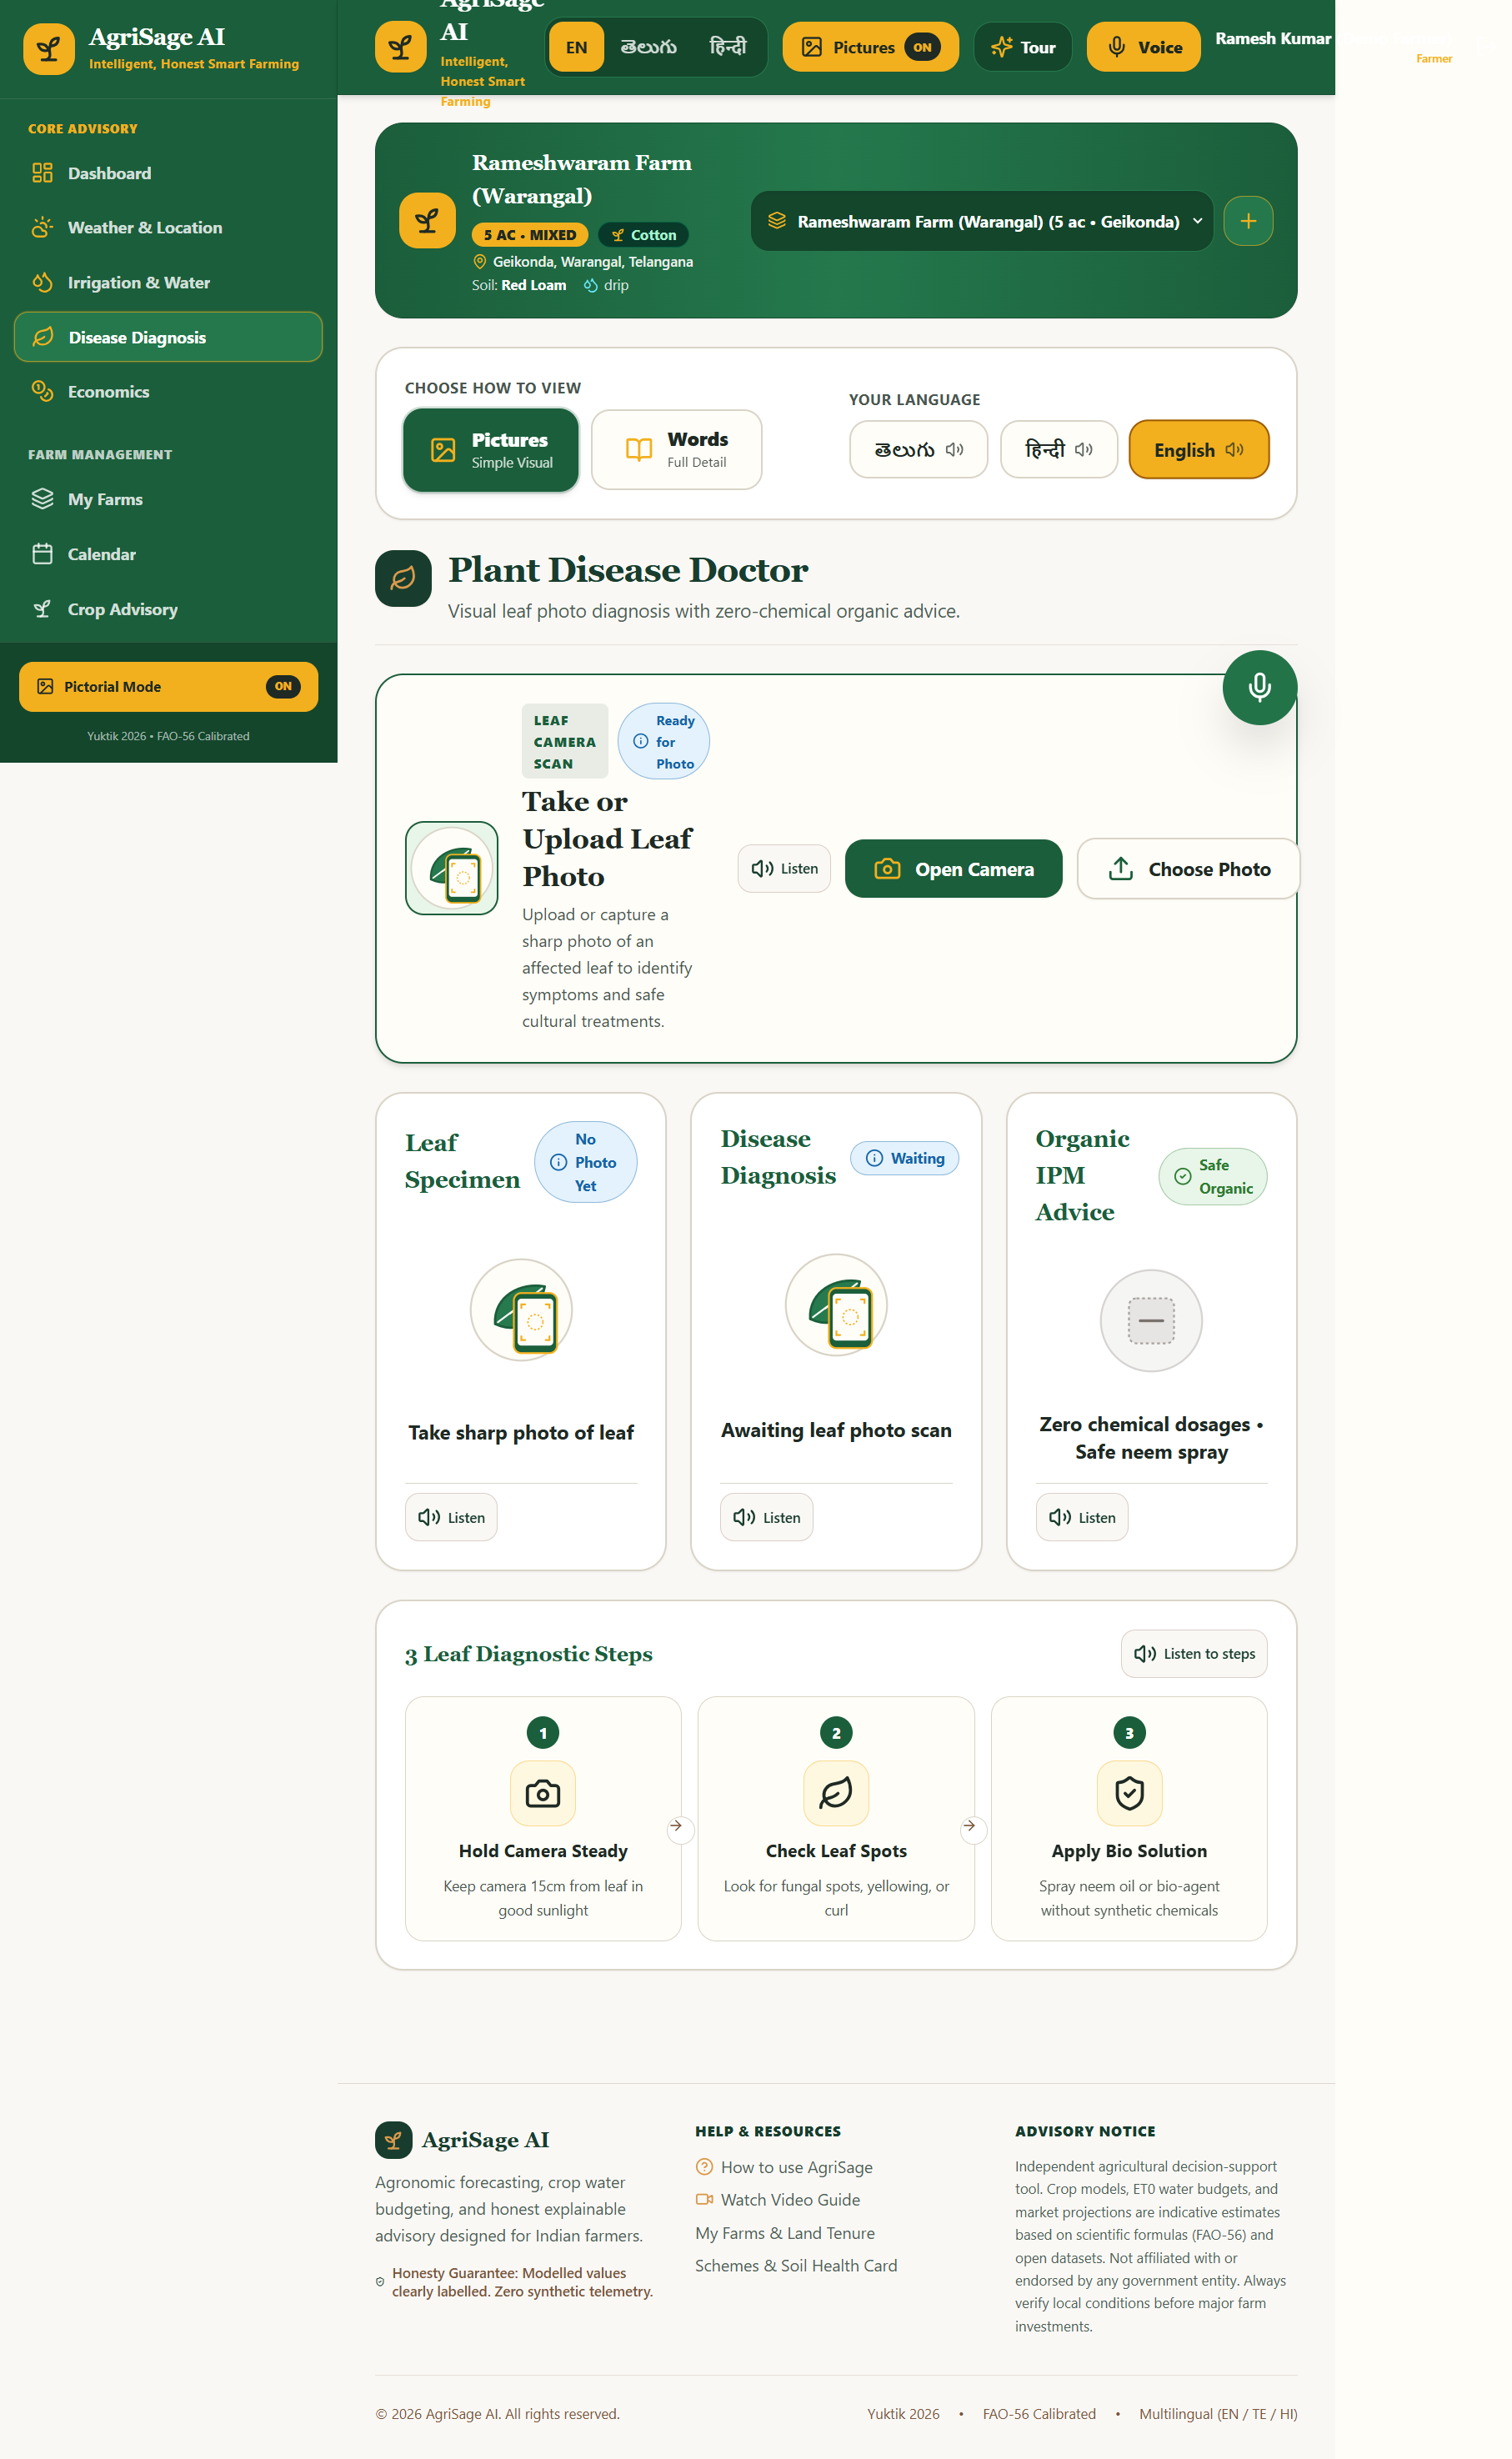 AgriSage AI
Intelligent, Honest Smart Farming
CORE ADVISORY
Dashboard
Weather & Location
Irrigation & Water
Disease Diagnosis
Economics
FARM MANAGEMENT
My Farms
Calendar
Crop Advisory
Pictorial Mode ON
Yuktik 2026 • FAO-56 Calibrated
AgriSage
AI
Intelligent,
Honest Smart
Farming
EN తెలుగు हिन्दी
Pictures ON
Tour
Voice
Ramesh Kumar
Farmer
Rameshwaram Farm
(Warangal)
5 AC • MIXED Cotton
Geikonda, Warangal, Telangana
Soil: Red Loam drip
Rameshwaram Farm (Warangal) (5 ac • Geikonda)
CHOOSE HOW TO VIEW
Pictures
Simple Visual
Words
Full Detail
YOUR LANGUAGE
తెలుగు
हिन्दी
English
Plant Disease Doctor
Visual leaf photo diagnosis with zero-chemical organic advice.
LEAF
CAMERA
SCAN
Ready
for
Photo
Take or
Upload Leaf
Photo
Upload or capture a
sharp photo of an
affected leaf to identify
symptoms and safe
cultural treatments.
Listen
Open Camera
Choose Photo
Leaf
Specimen
No
Photo
Yet
Take sharp photo of leaf
Listen
Disease
Diagnosis
Waiting
Awaiting leaf photo scan
Listen
Organic
IPM
Advice
Safe
Organic
Zero chemical dosages •
Safe neem spray
Listen
3 Leaf Diagnostic Steps
Listen to steps
1
Hold Camera Steady
Keep camera 15cm from leaf in
good sunlight
2
Check Leaf Spots
Look for fungal spots, yellowing, or
curl
3
Apply Bio Solution
Spray neem oil or bio-agent
without synthetic chemicals
AgriSage AI
Agronomic forecasting, crop water
budgeting, and honest explainable
advisory designed for Indian farmers.
Honesty Guarantee: Modelled values
clearly labelled. Zero synthetic telemetry.
HELP & RESOURCES
How to use AgriSage
Watch Video Guide
My Farms & Land Tenure
Schemes & Soil Health Card
ADVISORY NOTICE
Independent agricultural decision-support
tool. Crop models, ET0 water budgets, and
market projections are indicative estimates
based on scientific formulas (FAO-56) and
open datasets. Not affiliated with or
endorsed by any government entity. Always
verify local conditions before major farm
investments.
© 2026 AgriSage AI. All rights reserved.
Yuktik 2026 • FAO-56 Calibrated • Multilingual (EN / TE / HI)